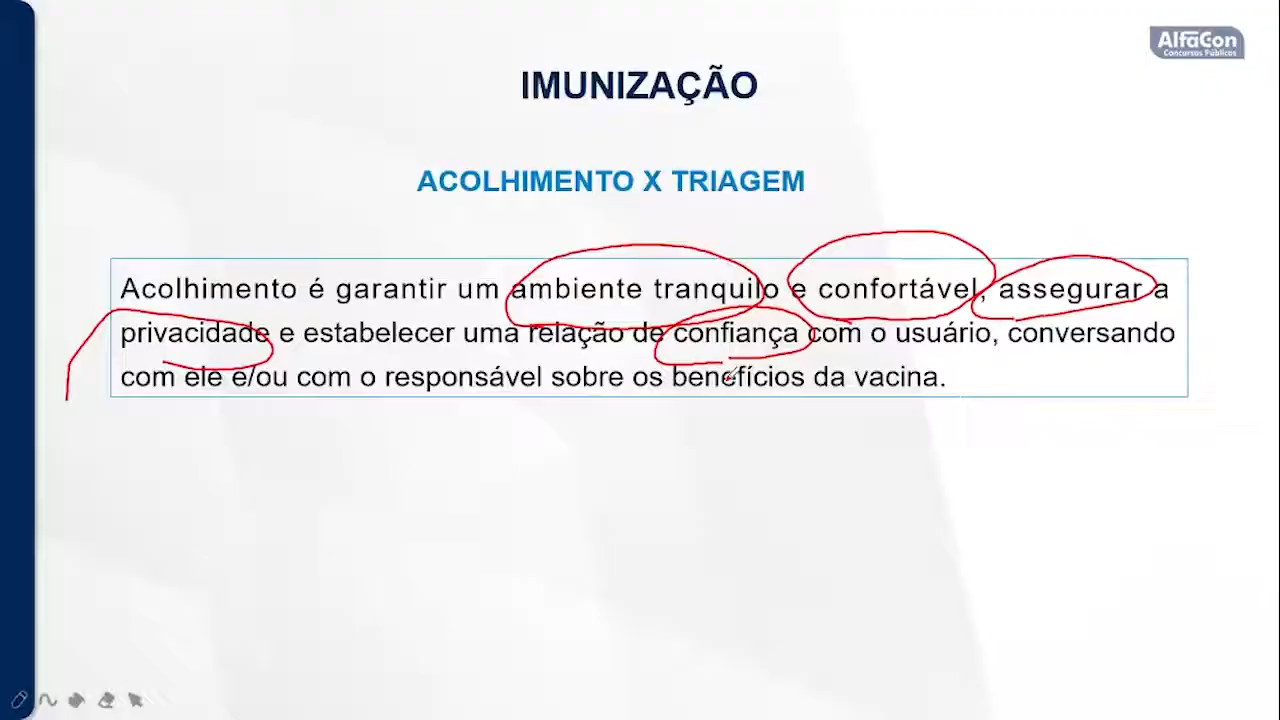 AlfaCon
Concursos Públicos
IMUNIZAÇÃO
ACOLHIMENTO X TRIAGEM
Acolhimento é garantir um ambiente tranquilo e confortável, assegurar a
privacidade e estabelecer uma relação de confiança com o usuário, conversando
com ele e/ou com o responsável sobre os benefícios da vacina.